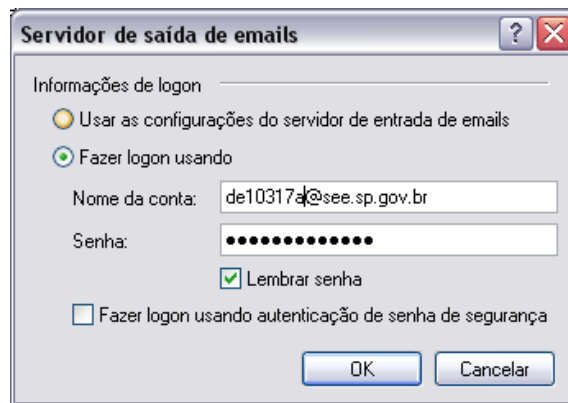 Servidor de saída de emails
Informações de logon
Usar as configurações do servidor de entrada de emails
Fazer logon usando
Nome da conta: de10317a@see.sp.gov.br
Senha: ●●●●●●●●●●●●●
Lembrar senha
Fazer logon usando autenticação de senha de segurança
OK Cancelar